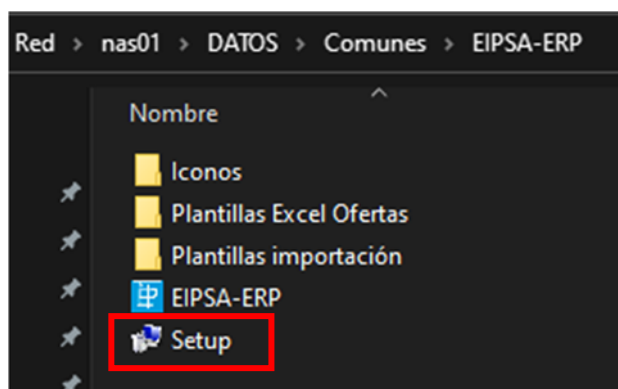 Red > nas01 > DATOS > Comunes > EIPSA-ERP
Nombre
Iconos
Plantillas Excel Ofertas
Plantillas importación
EIPSA-ERP
Setup